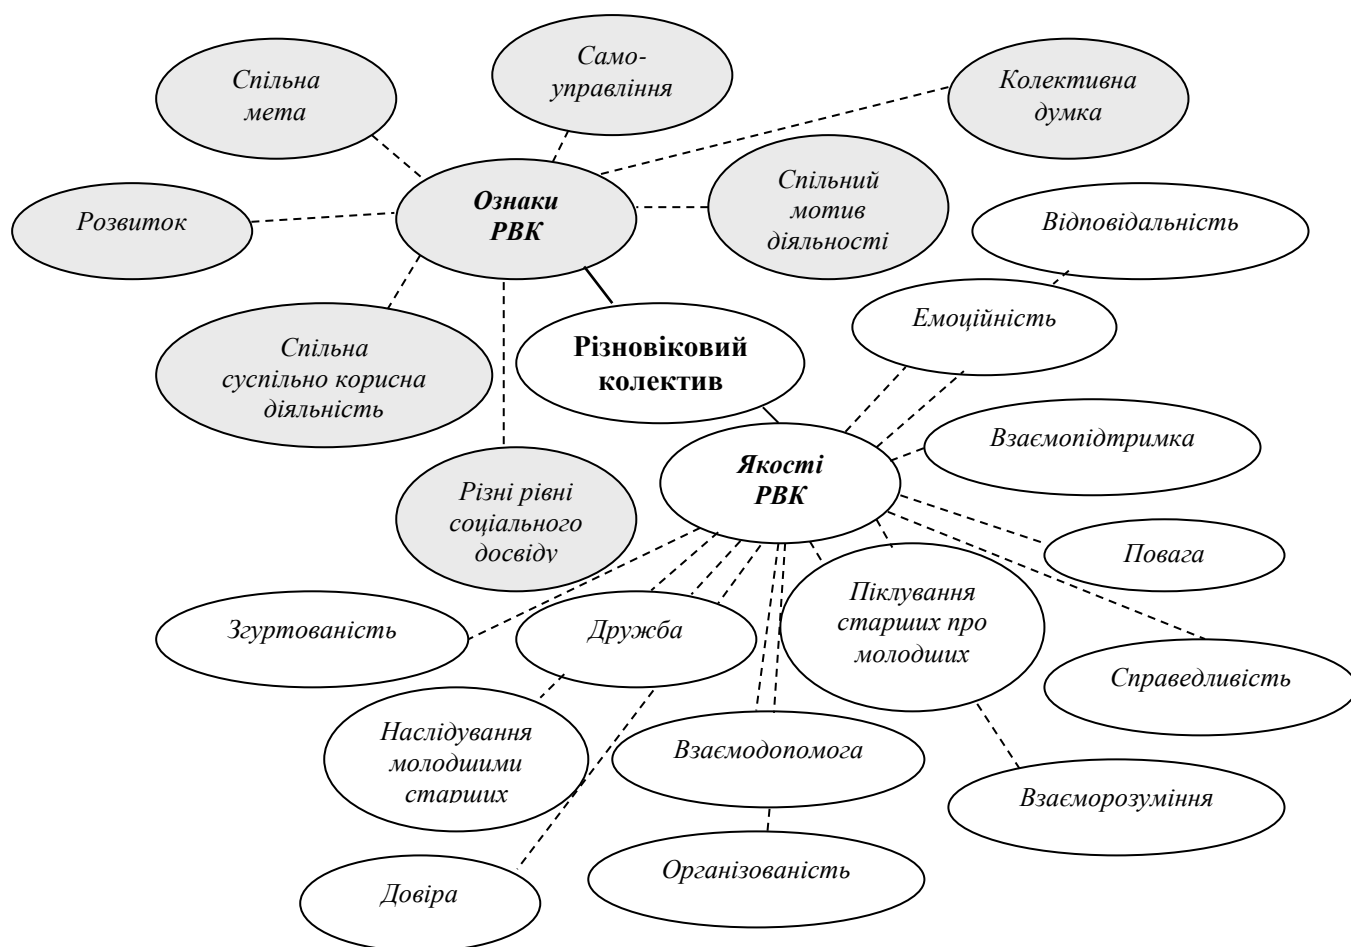 Само-
управління
Спільна
мета
Колективна
думка
Ознаки
РВК
Спільний
мотив
діяльності
Розвиток
Відповідальність
Емоційність
Спільна
суспільно корисна
діяльність
Різновіковий
колектив
Взаємопідтримка
Якості
РВК
Різні рівні
соціального
досвіду
Повага
Піклування
старших про
молодших
Згуртованість
Дружба
Справедливість
Наслідування
молодшими
старших
Взаємодопомога
Взаєморозуміння
Організованість
Довіра